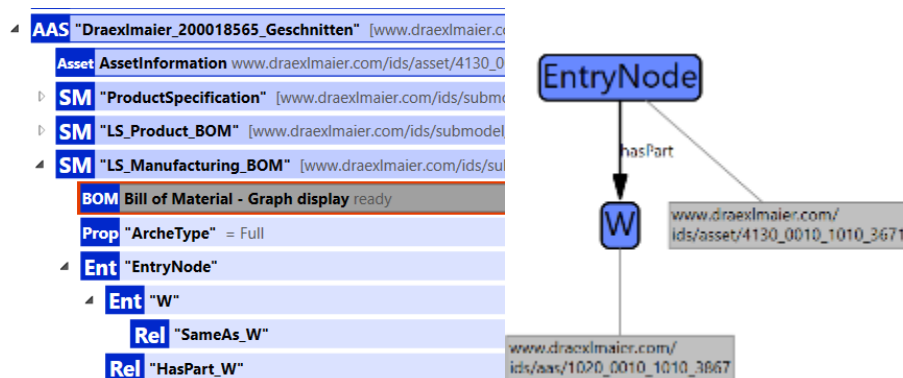 AAS "Draexlmaier_200018565_Geschnitten" [www.draexlmaier.c
Asset AssetInformation www.draexlmaier.com/ids/asset/4130_0
SM "ProductSpecification" [www.draexlmaier.com/ids/submo
SM "LS_Product_BOM" [www.draexlmaier.com/ids/submodel
SM "LS_Manufacturing_BOM" [www.draexlmaier.com/ids/su
BOM Bill of Material - Graph display ready
Prop "ArcheType" = Full
Ent "EntryNode"
Ent "W"
Rel "SameAs_W"
Rel "HasPart_W"
EntryNode
hasPart
W
www.draexlmaier.com/
ids/asset/4130_0010_1010_3671
www.draexlmaier.com/
ids/aas/1020_0010_1010_3867